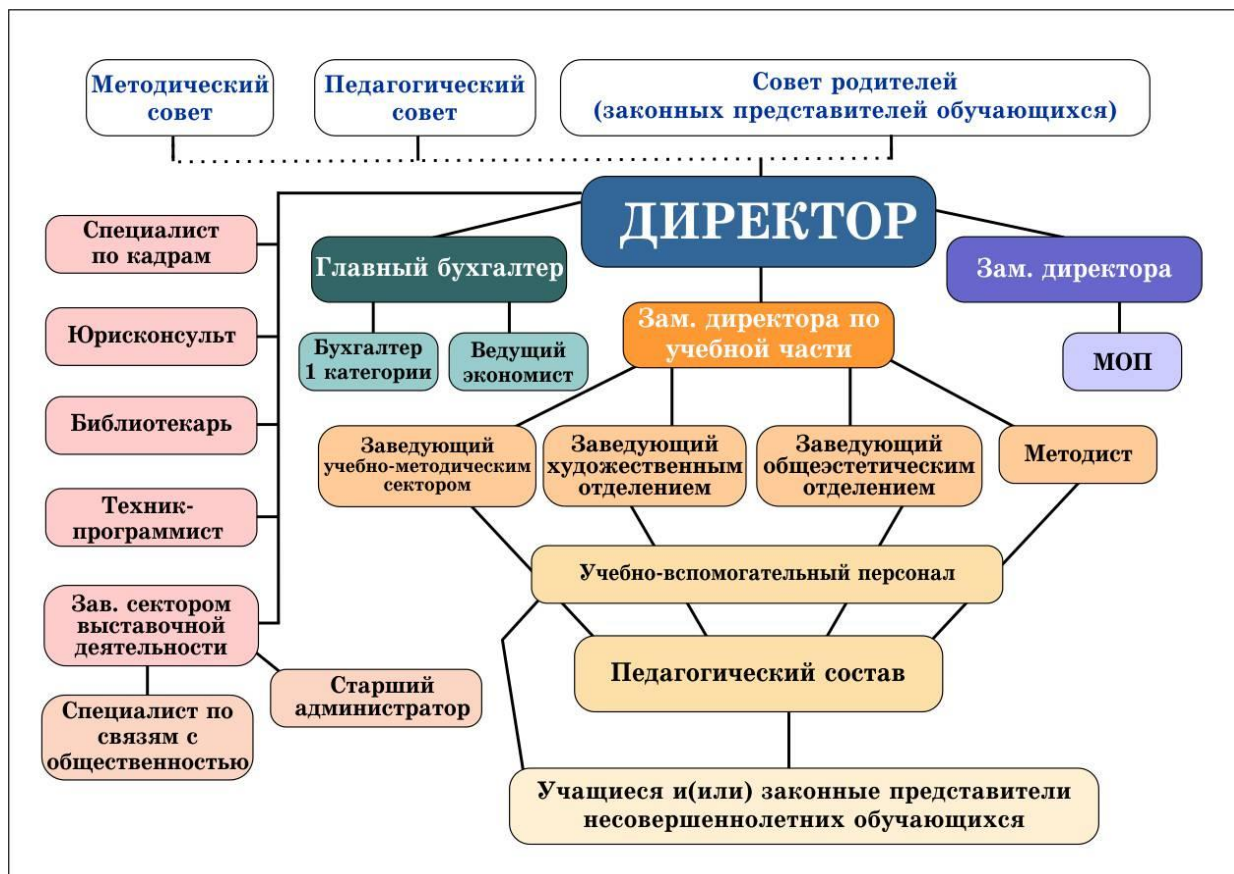 Методический
совет
Педагогический
совет
Совет родителей
(законных представителей обучающихся)
ДИРЕКТОР
Специалист
по кадрам
Юрисконсульт
Библиотекарь
Техник-
программист
Зав. сектором
выставочной
деятельности
Специалист по
связям с
общественностью
Старший
администратор
Главный бухгалтер
Бухгалтер
1 категории
Ведущий
экономист
Зам. директора по
учебной части
Зам. директора
МОП
Заведующий
учебно-методическим
сектором
Заведующий
художественным
отделением
Заведующий
общеэстетическим
отделением
Методист
Учебно-вспомогательный персонал
Педагогический состав
Учащиеся и(или) законные представители
несовершеннолетних обучающихся